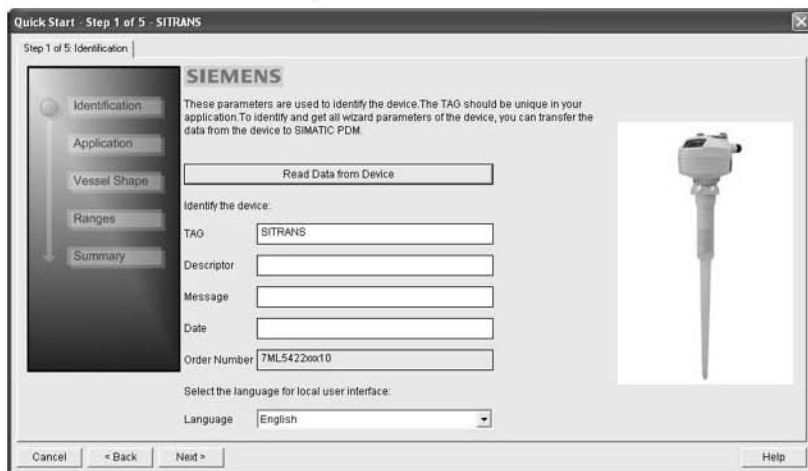 Quick Start - Step 1 of 5 - SITRANS
Step 1 of 5: Identification
Identification
Application
Vessel Shape
Ranges
Summary
SIEMENS
These parameters are used to identify the device.The TAG should be unique in your
application.To identify and get all wizard parameters of the device, you can transfer the
data from the device to SIMATIC PDM.
Read Data from Device
Identify the device:
TAG SITRANS
Descriptor
Message
Date
Order Number 7ML5422xxx10
Select the language for local user interface:
Language English
Cancel < Back Next > Help